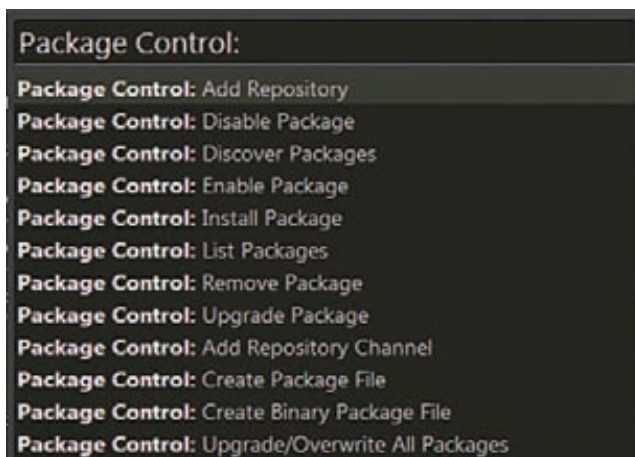 Package Control:
Package Control: Add Repository
Package Control: Disable Package
Package Control: Discover Packages
Package Control: Enable Package
Package Control: Install Package
Package Control: List Packages
Package Control: Remove Package
Package Control: Upgrade Package
Package Control: Add Repository Channel
Package Control: Create Package File
Package Control: Create Binary Package File
Package Control: Upgrade/Overwrite All Packages